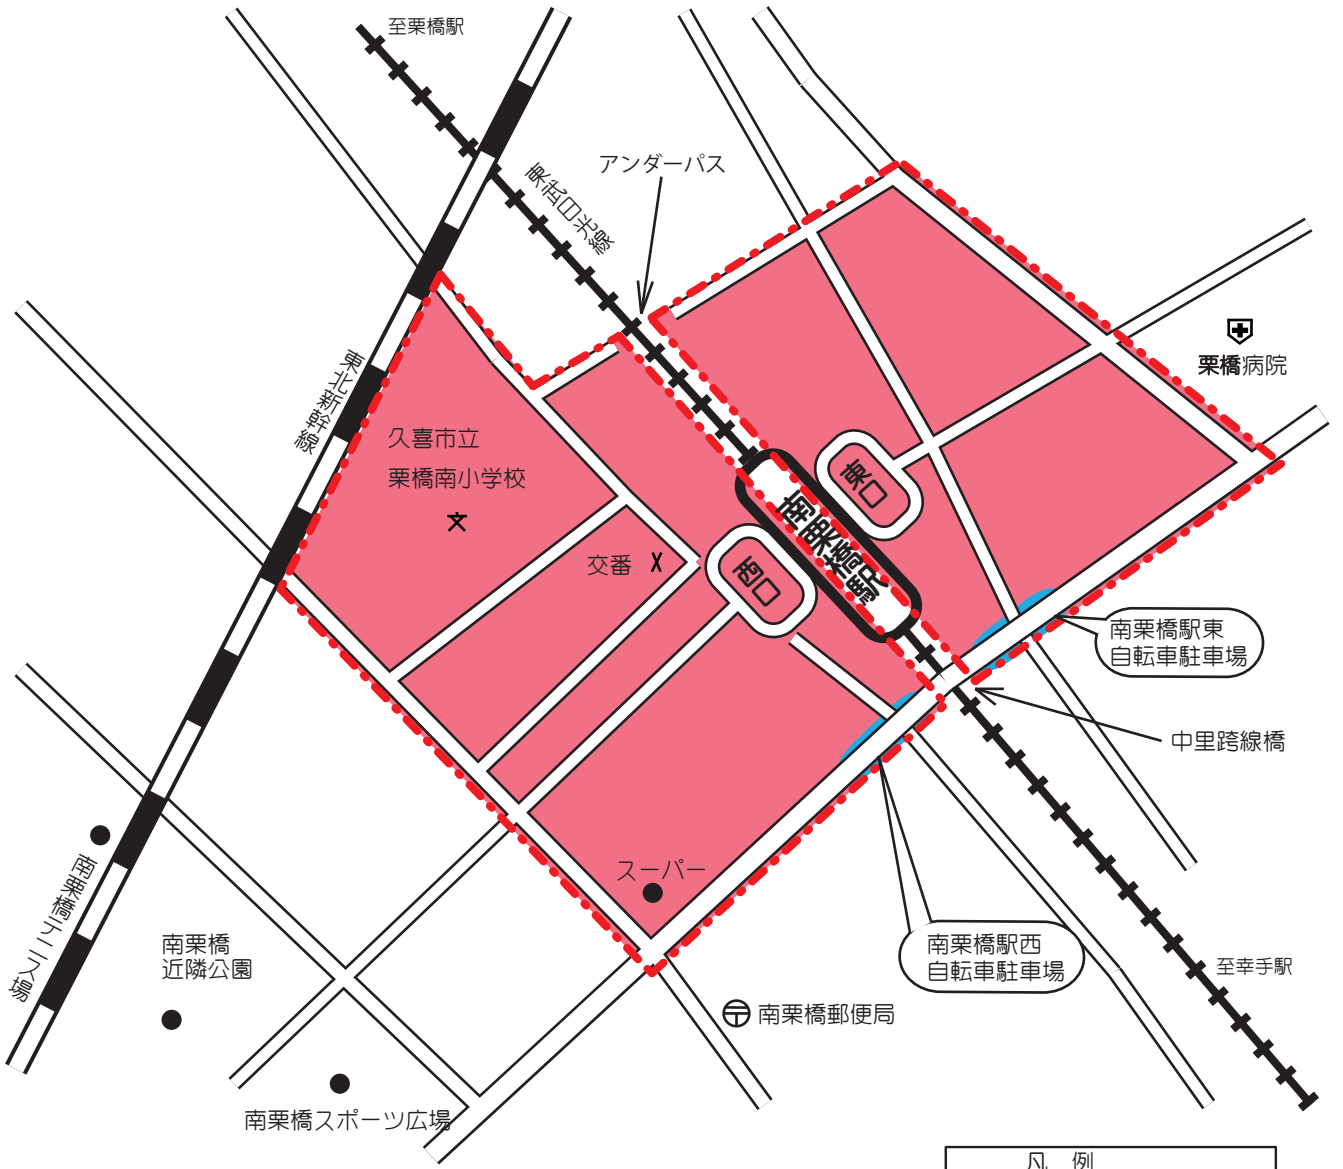 至栗橋駅
東武日光線
アンダーパス
栗橋病院
東北新幹線
久喜市立
栗橋南小学校
交番
東口
南栗橋駅
西口
南栗橋駅東
自転車駐車場
中里跨線橋
スーパー
南栗橋テニス場
南栗橋
近隣公園
南栗橋駅西
自転車駐車場
至幸手駅
南栗橋郵便局
南栗橋スポーツ広場
凡 例